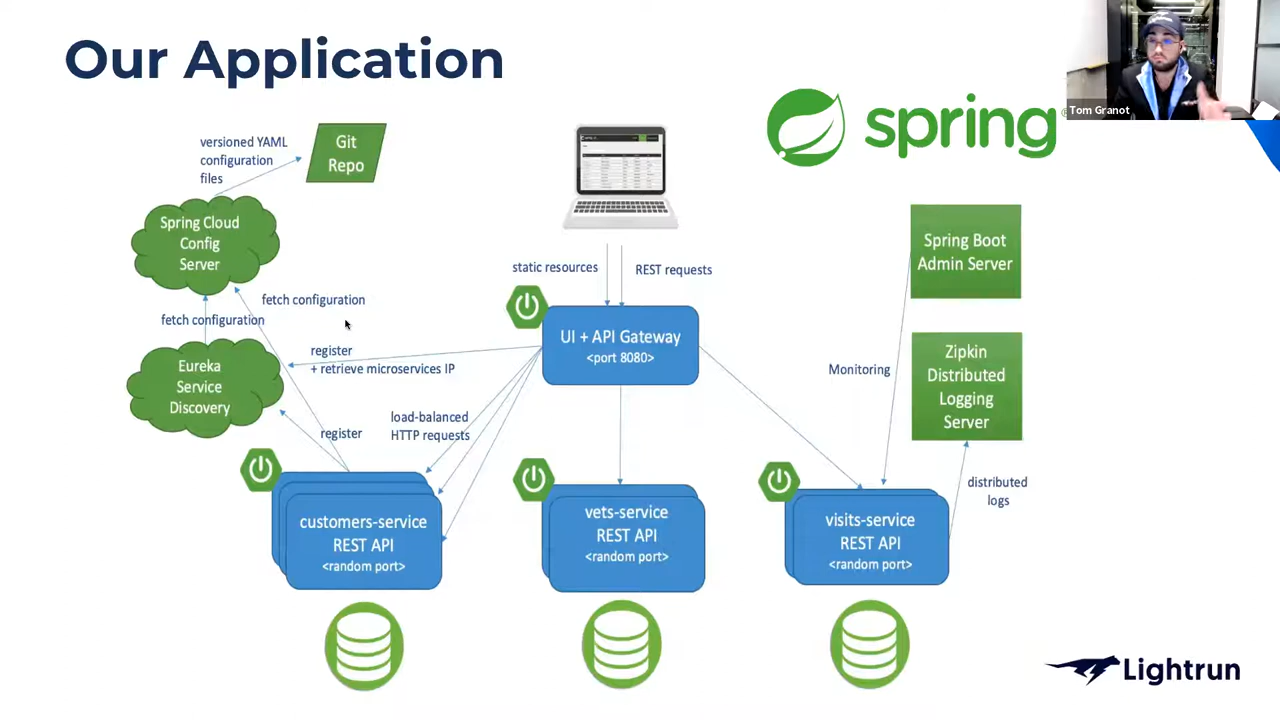 Our Application
spring
Tom Granot
versioned YAML
configuration
files
Git
Repo
Spring Cloud
Config
Server
static resources
REST requests
Spring Boot
Admin Server
fetch configuration
fetch configuration
UI + API Gateway
<port 8080>
register
+ retrieve microservices IP
Eureka
Service
Discovery
Monitoring
Zipkin
Distributed
Logging
Server
load-balanced
HTTP requests
register
distributed
logs
customers-service
REST API
<random port>
vets-service
REST API
<random port>
visits-service
REST API
<random port>
Lightrun